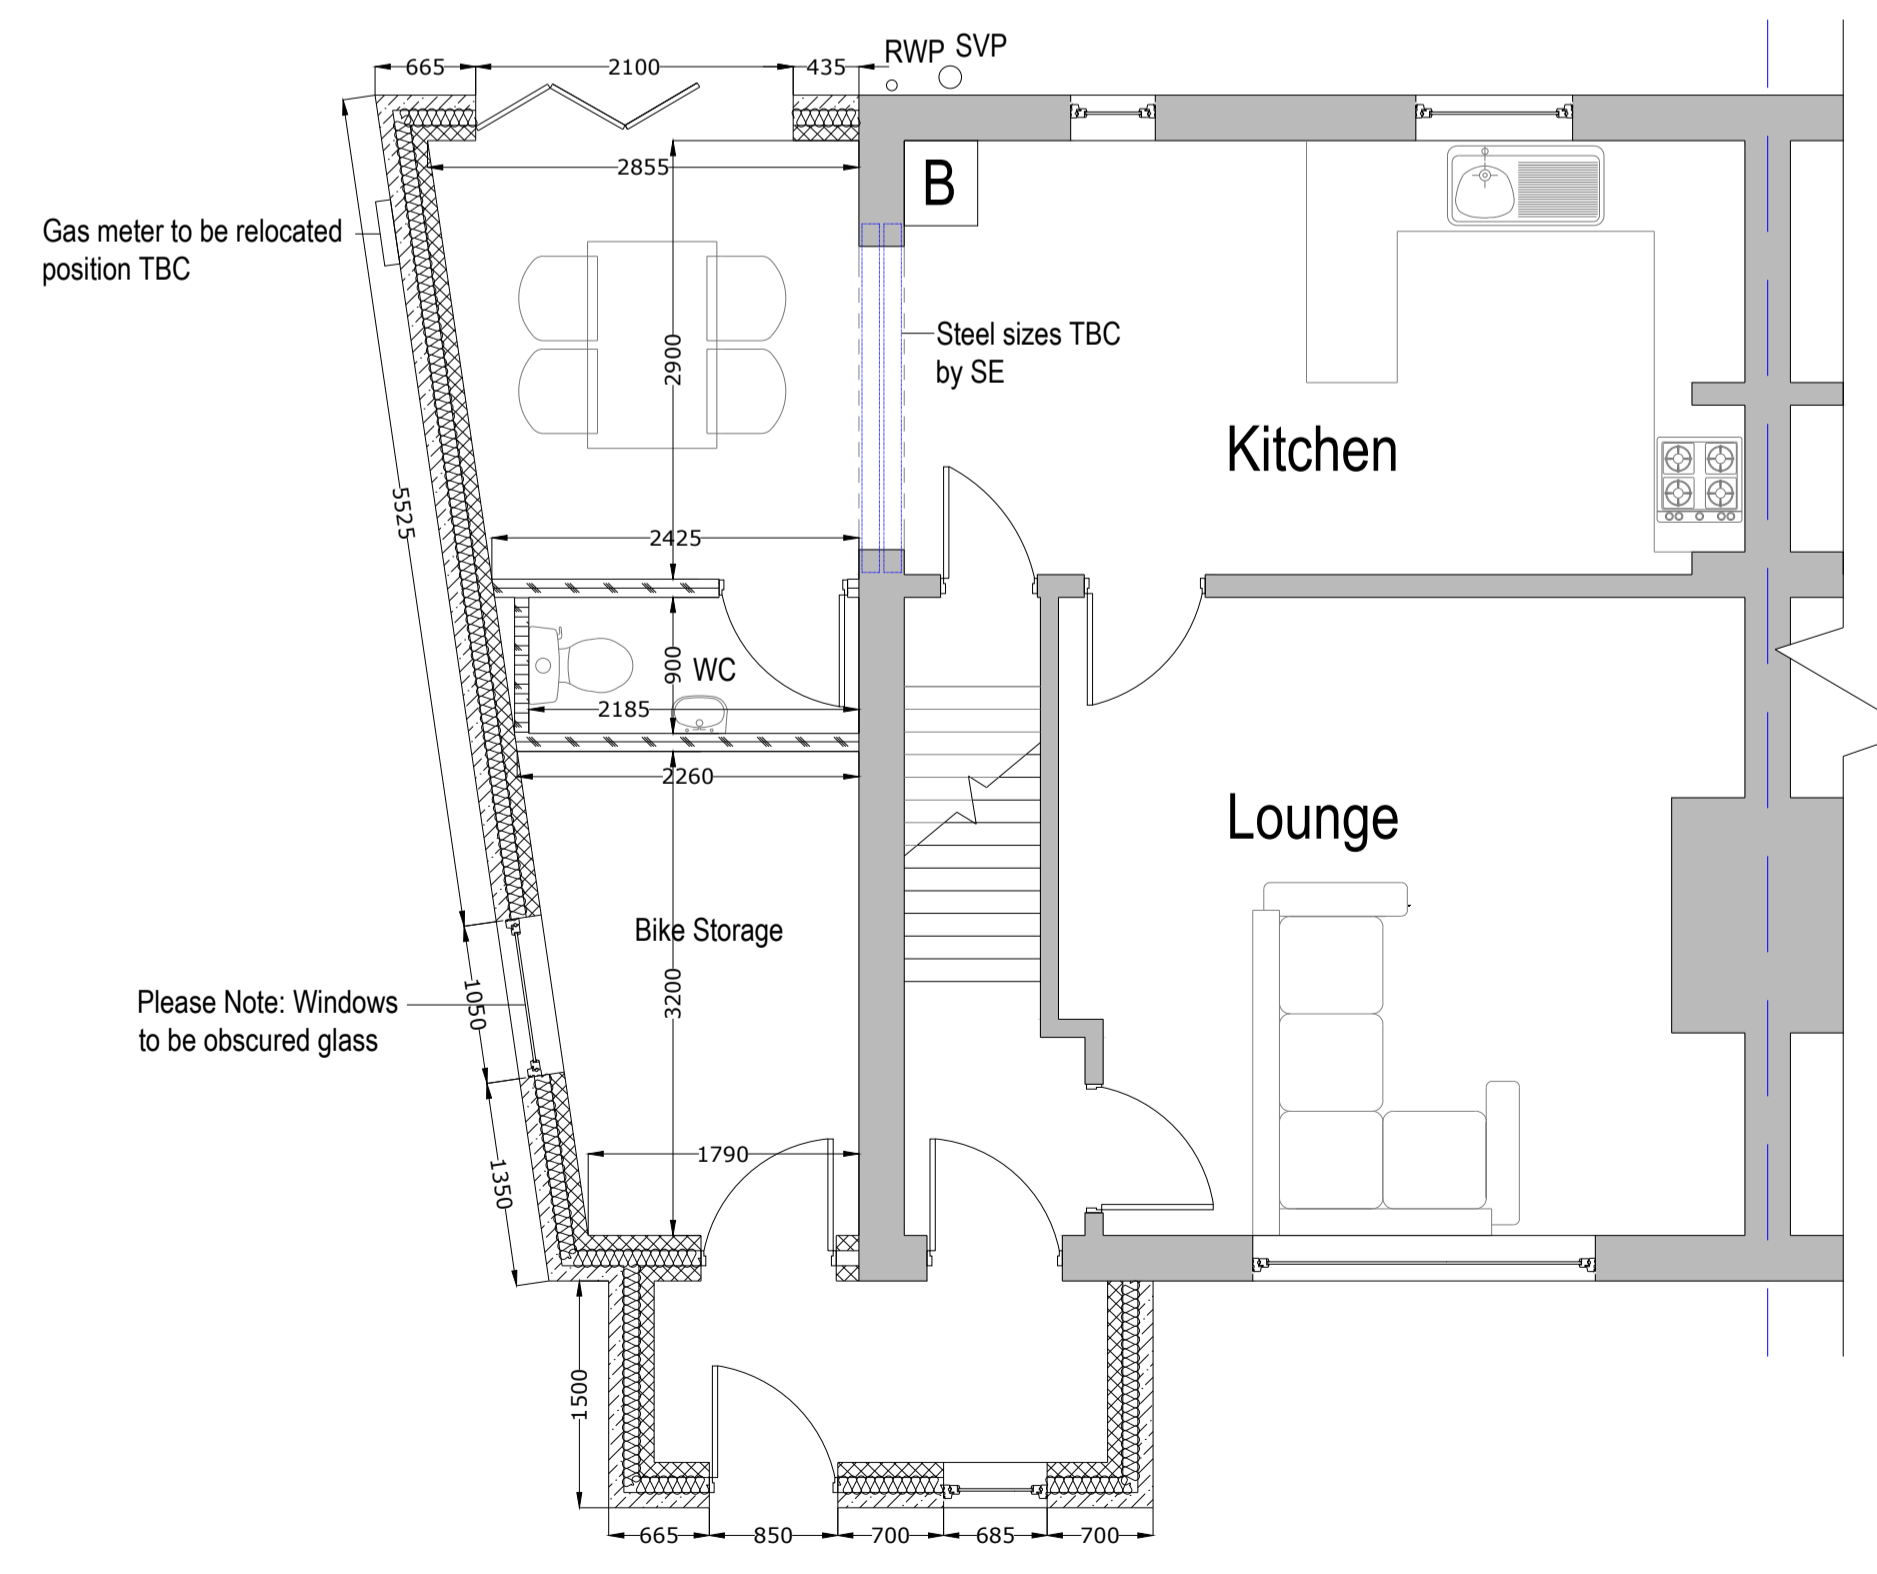 RWP SVP
665
2100
435
2855
B
Gas meter to be relocated
position TBC
Steel sizes TBC
by SE
2900
Kitchen
5525
2425
WC
900
2185
2260
Lounge
Bike Storage
3200
Please Note: Windows
to be obscured glass
1050
1790
1350
1500
665
850
700
685
700